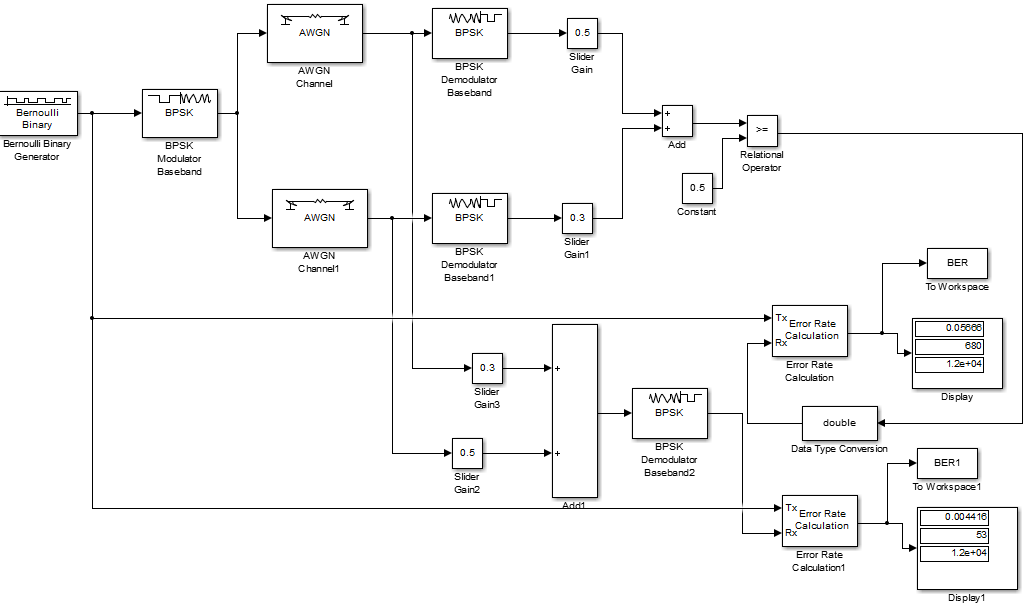 AWGN
AWGN
Channel
BPSK
BPSK
Demodulator
Baseband
0.5
Slider
Gain
Bernoulli
Binary
Bernoulli Binary
Generator
BPSK
BPSK
Modulator
Baseband
+
+
Add
>=
Relational
Operator
0.5
Constant
AWGN
AWGN
Channel1
BPSK
BPSK
Demodulator
Baseband1
0.3
Slider
Gain1
BER
To Workspace
Tx
Rx
Error Rate
Calculation
Error Rate
Calculation
0.05666
680
1.2e+04
Display
0.3
Slider
Gain3
0.5
Slider
Gain2
+
+
Add1
BPSK
BPSK
Demodulator
Baseband2
double
Data Type Conversion
BER1
To Workspace1
Tx
Rx
Error Rate
Calculation
Error Rate
Calculation1
0.004416
53
1.2e+04
Display1